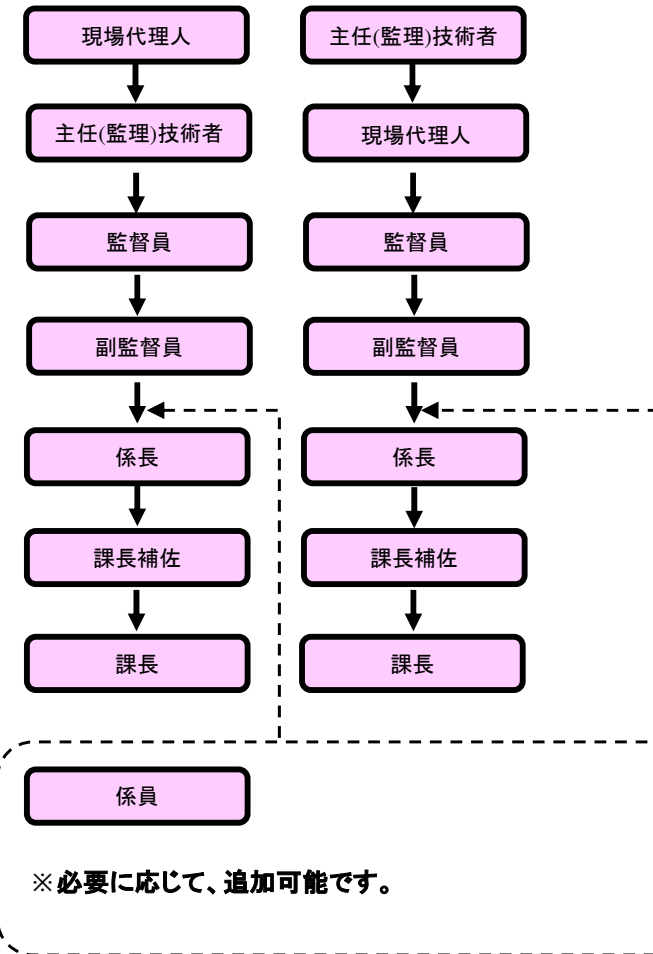 現場代理人
主任(監理)技術者
監督員
副監督員
係長
課長補佐
課長
主任(監理)技術者
現場代理人
監督員
副監督員
係長
課長補佐
課長
係員
※必要に応じて、追加可能です。